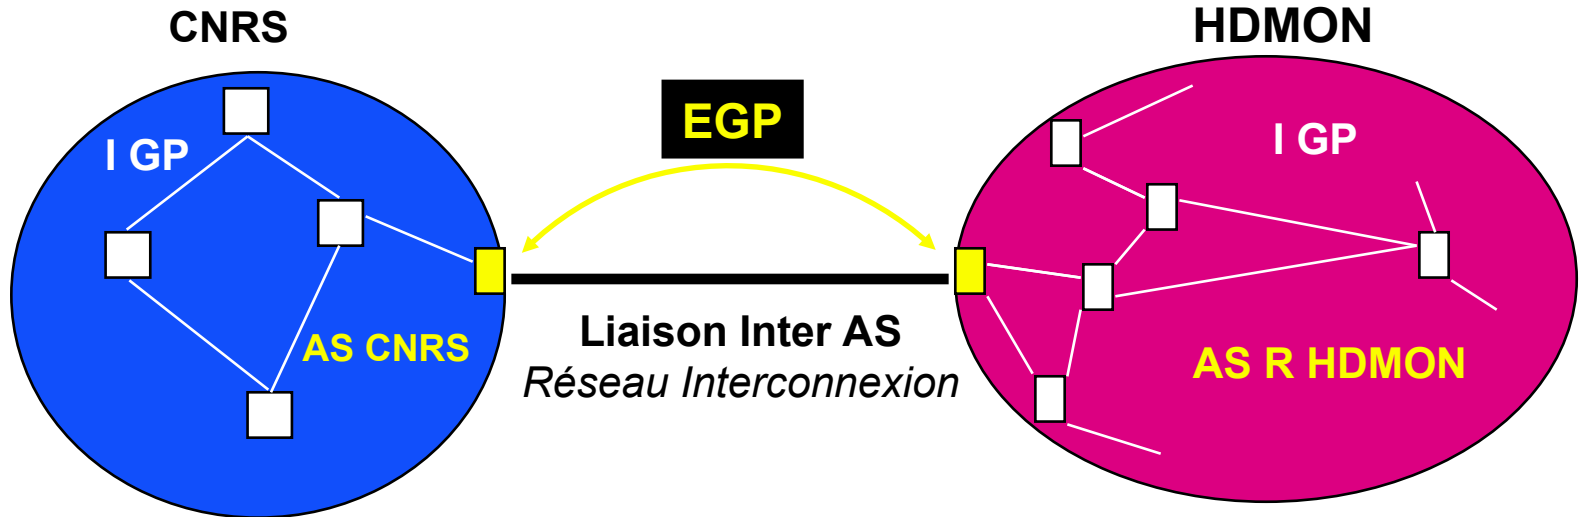 CNRS
HDMON
EGP
I GP
I GP
Liaison Inter AS
AS CNRS
AS R HDMON
Réseau Interconnexion